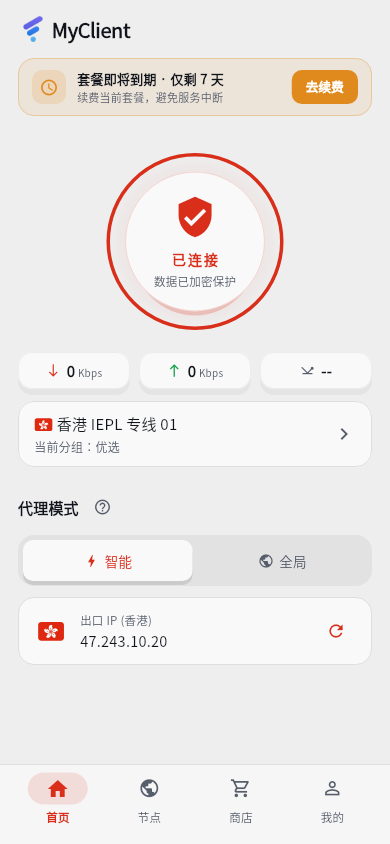 MyClient
套餐即将到期 · 仅剩 7 天
续费当前套餐，避免服务中断
去续费
已连接
数据已加密保护
0 Kbps
0 Kbps
--
香港 IEPL 专线 01
当前分组：优选
代理模式
智能
全局
出口 IP (香港)
47.243.10.20
首页
节点
商店
我的